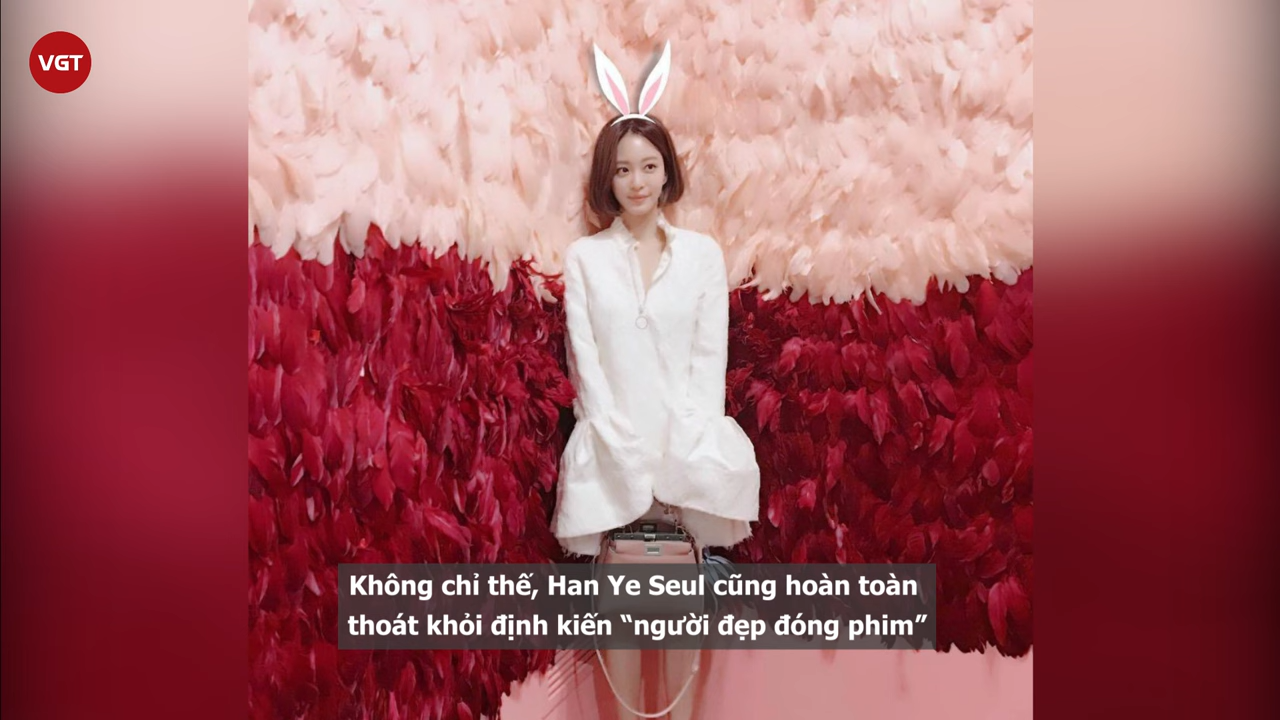 VGT
Không chỉ thế, Han Ye Seul cũng hoàn toàn
thoát khỏi định kiến “người đẹp đóng phim”